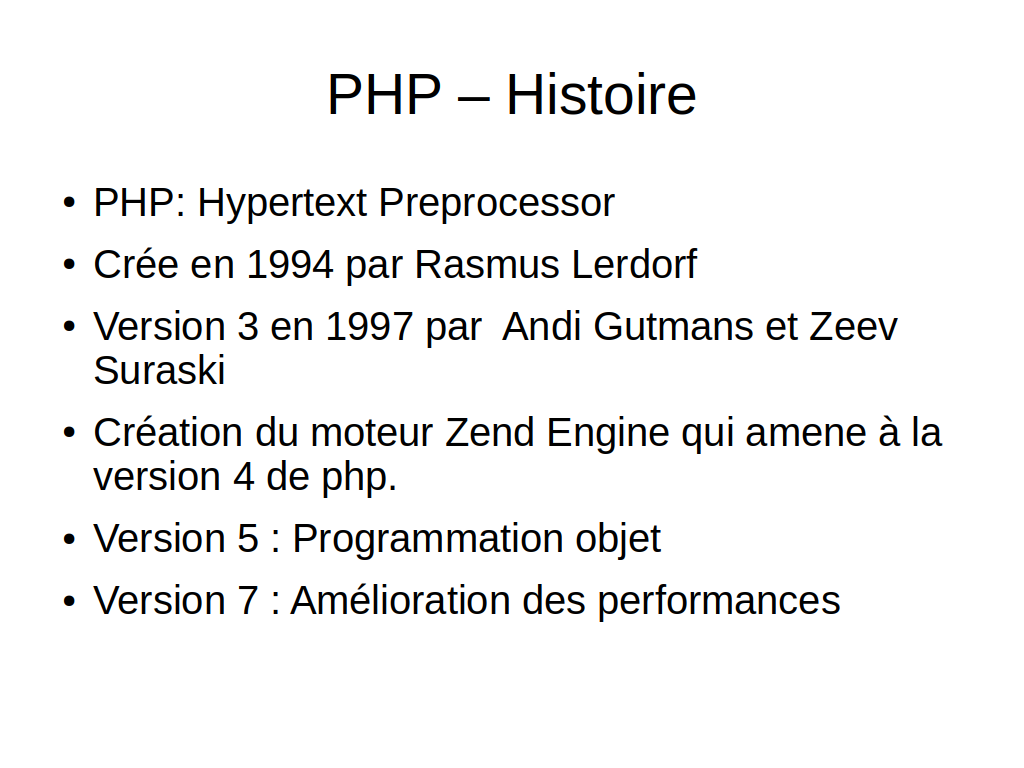 PHP – Histoire
• PHP: Hypertext Preprocessor
• Crée en 1994 par Rasmus Lerdorf
• Version 3 en 1997 par  Andi Gutmans et Zeev
Suraski
• Création du moteur Zend Engine qui amene à la
version 4 de php.
• Version 5 : Programmation objet
• Version 7 : Amélioration des performances